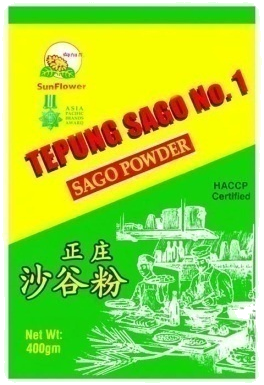 SunFlower
ASIA
PACIFIC
BRANDS
AWARD
TEPUNG SAGO No. 1
SAGO POWDER
HACCP
Certified
正庄
沙谷粉
Net Wt:
400gm